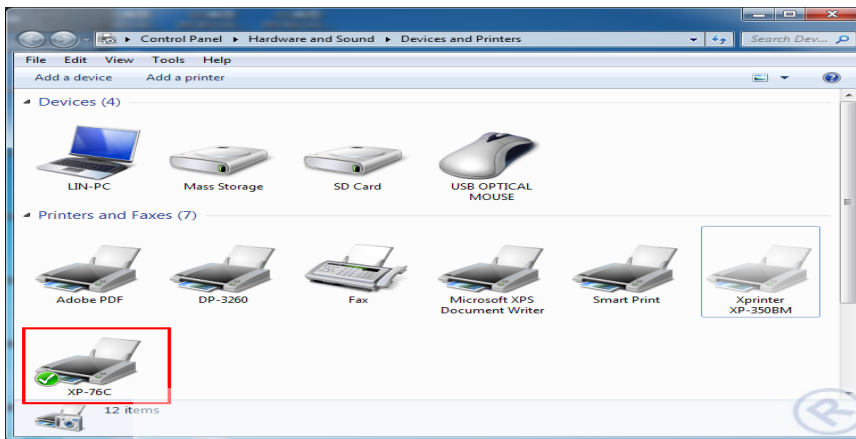 Control Panel ▸ Hardware and Sound ▸ Devices and Printers
Search Dev...
File Edit View Tools Help
Add a device Add a printer
Devices (4)
LIN-PC Mass Storage SD Card USB OPTICAL
MOUSE
Printers and Faxes (7)
Adobe PDF DP-3260 Fax Microsoft XPS Smart Print Xprinter
Document Writer XP-350BM
XP-76C
12 items
®